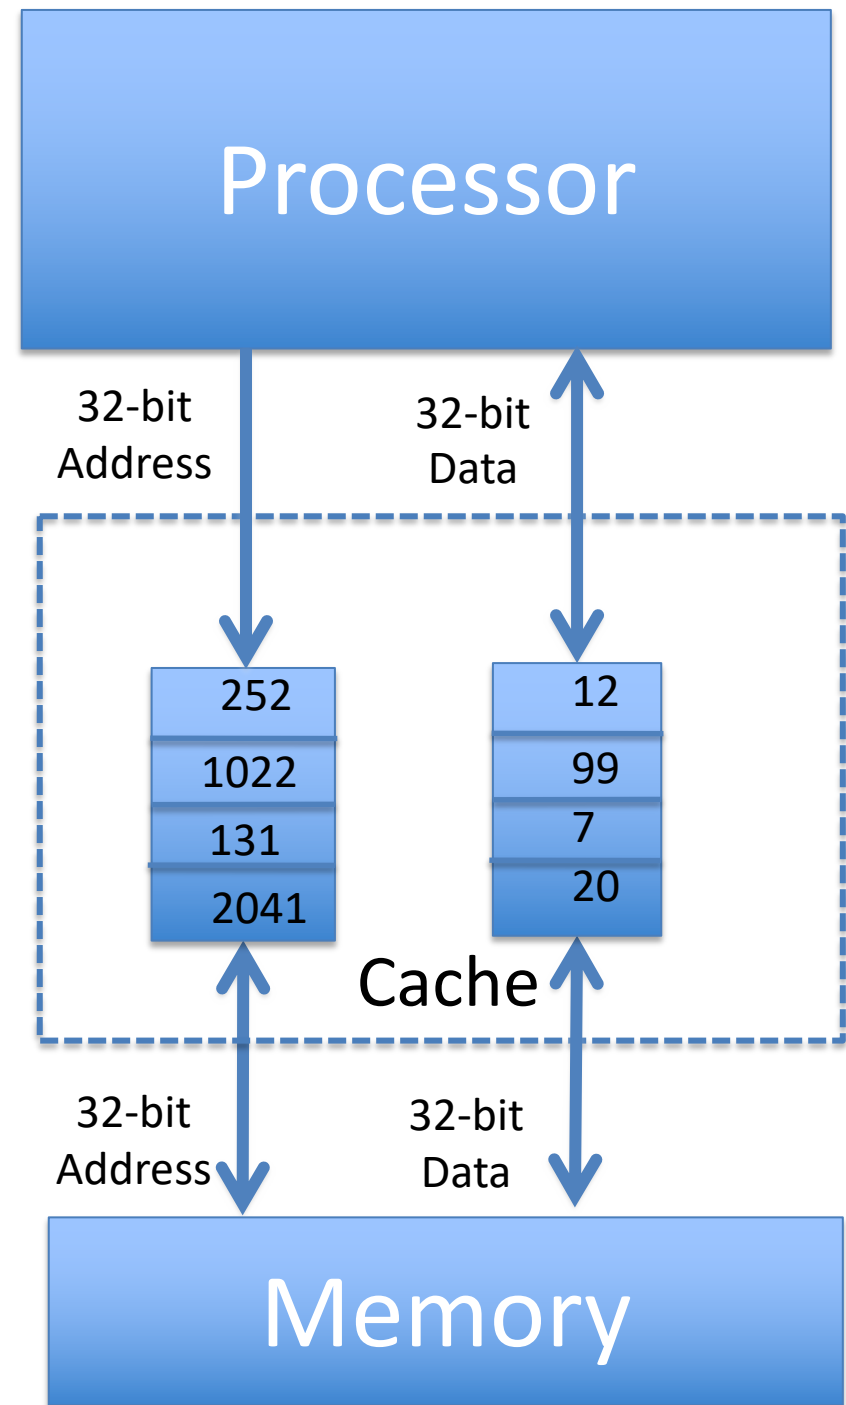 Processor
32-bit
Address
32-bit
Data
252
1022
131
2041
12
99
7
20
Cache
32-bit
Address
32-bit
Data
Memory